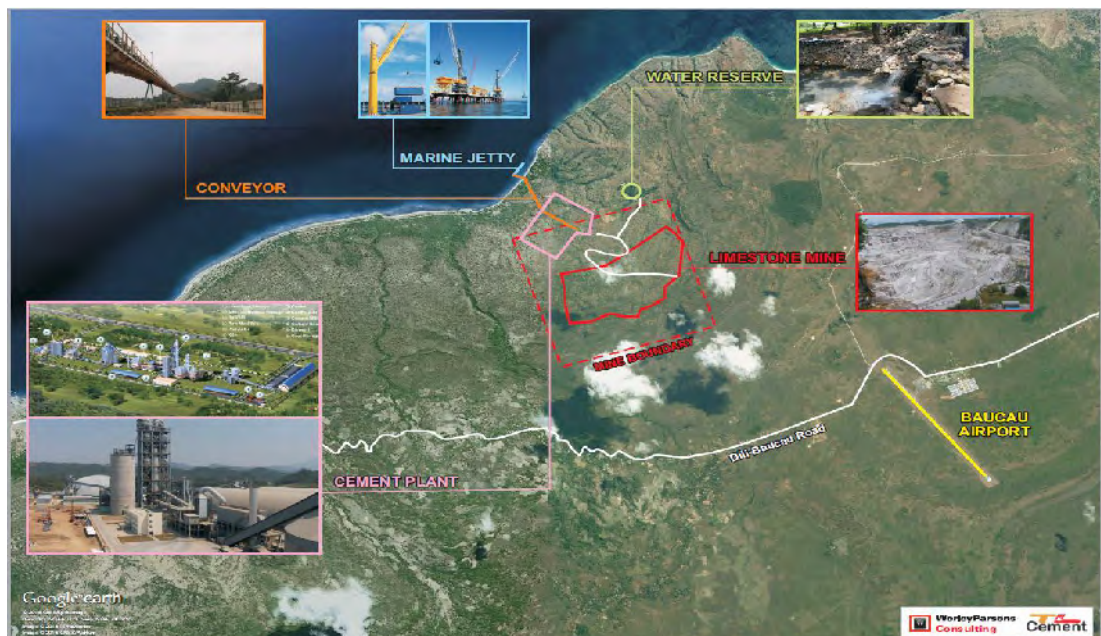 WATER RESERVE
MARINE JETTY
CONVEYOR
LIMESTONE MINE
MINE BOUNDARY
BAUCAU
AIRPORT
Dili Baucau Road
CEMENT PLANT
Google earth
WorleyParsons
Consulting
Cement